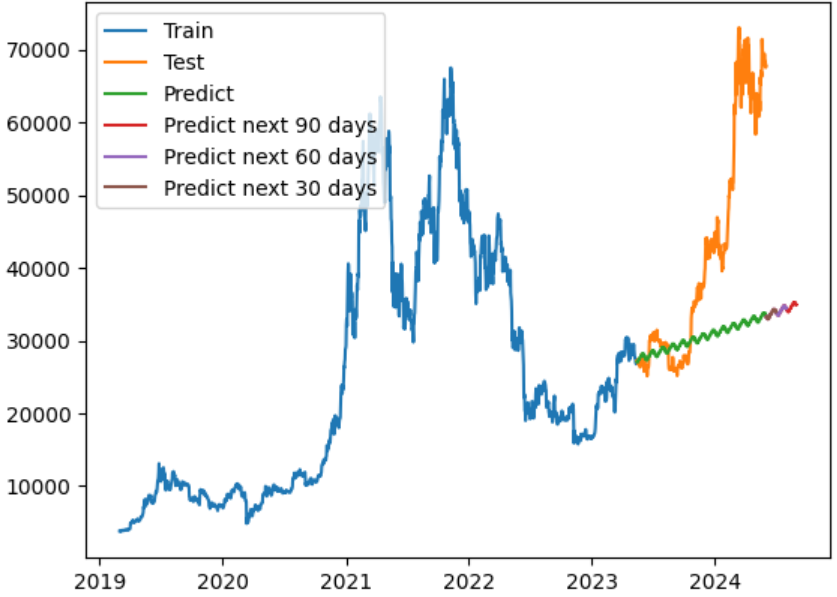 Train
Test
Predict
Predict next 90 days
Predict next 60 days
Predict next 30 days
70000
60000
50000
40000
30000
20000
10000
2019 2020 2021 2022 2023 2024